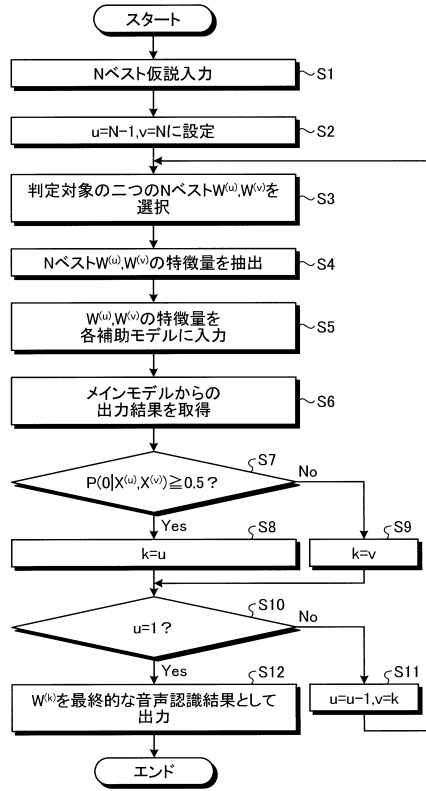 スタート
Nベスト仮説入力
S1
u=N−1,v=Nに設定
S2
判定対象の二つのNベストW⁽ᵘ⁾,W⁽ᵛ⁾を
選択
S3
NベストW⁽ᵘ⁾,W⁽ᵛ⁾の特徴量を抽出
S4
W⁽ᵘ⁾,W⁽ᵛ⁾の特徴量を
各補助モデルに入力
S5
メインモデルからの
出力結果を取得
S6
P(0|X⁽ᵘ⁾,X⁽ᵛ⁾)≧0.5?
S7
No
Yes
k=u
S8
k=v
S9
u=1?
S10
No
Yes
W⁽ᵏ⁾を最終的な音声認識結果として
出力
S12
u=u−1,v=k
S11
エンド